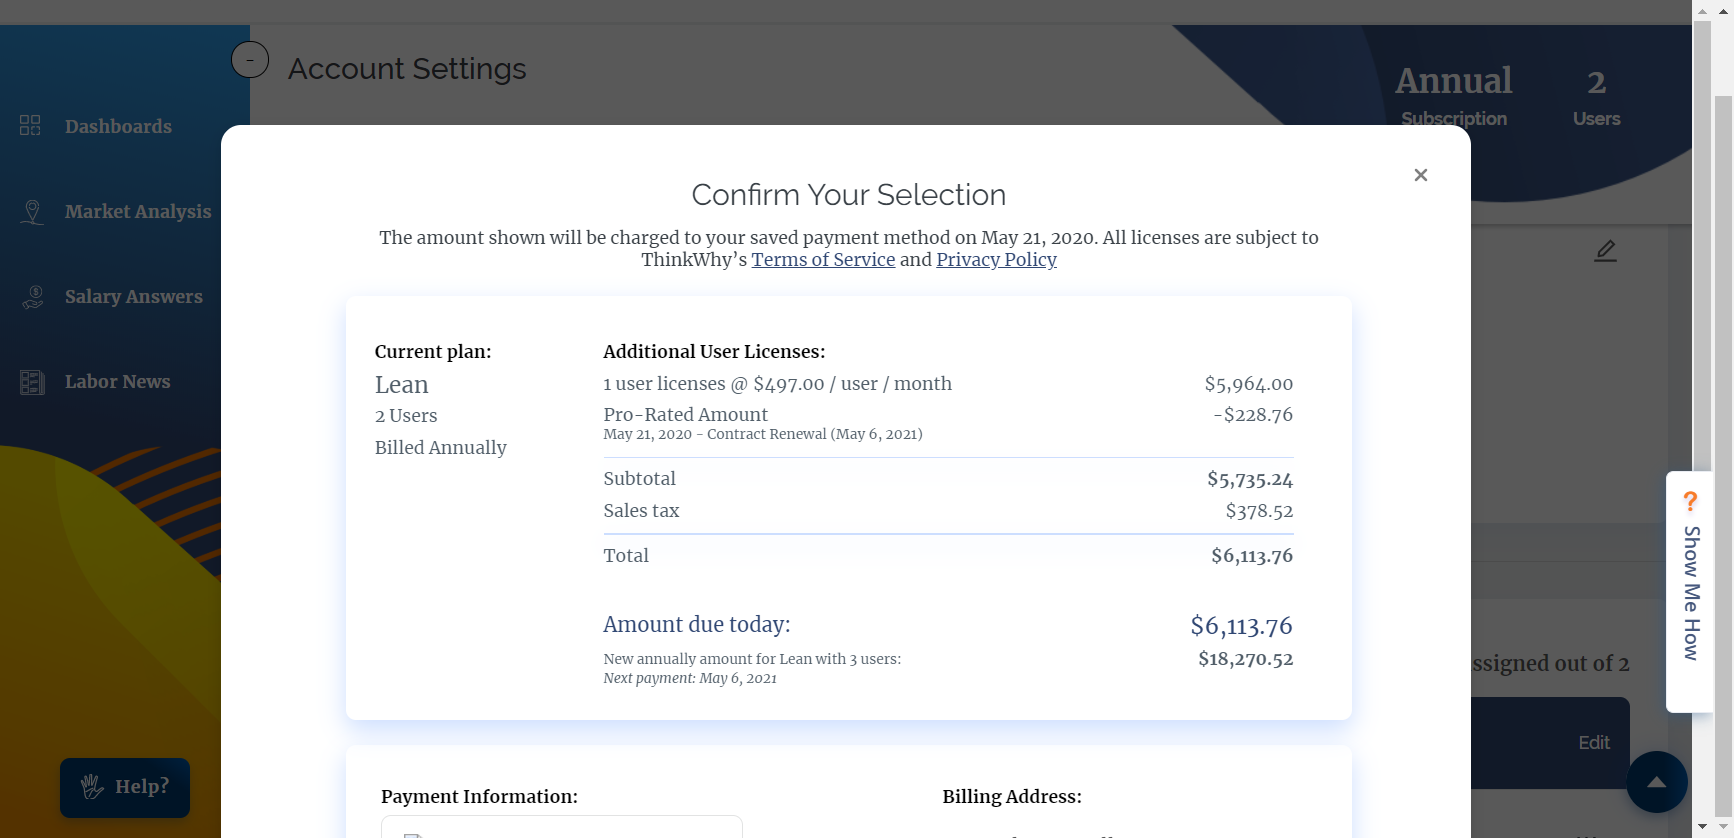 Account Settings
Annual
Subscription
2
Users
Dashboards
Market Analysis
Salary Answers
Labor News
Help?
Confirm Your Selection
The amount shown will be charged to your saved payment method on May 21, 2020. All licenses are subject to
ThinkWhy's Terms of Service and Privacy Policy
Current plan:
Lean
2 Users
Billed Annually
Additional User Licenses:
1 user licenses @ $497.00 / user / month $5,964.00
Pro-Rated Amount -$228.76
May 21, 2020 - Contract Renewal (May 6, 2021)
Subtotal $5,735.24
Sales tax $378.52
Total $6,113.76
Amount due today: $6,113.76
New annually amount for Lean with 3 users: $18,270.52
Next payment: May 6, 2021
Payment Information:
Billing Address:
? Show Me How
ssigned out of 2
Edit